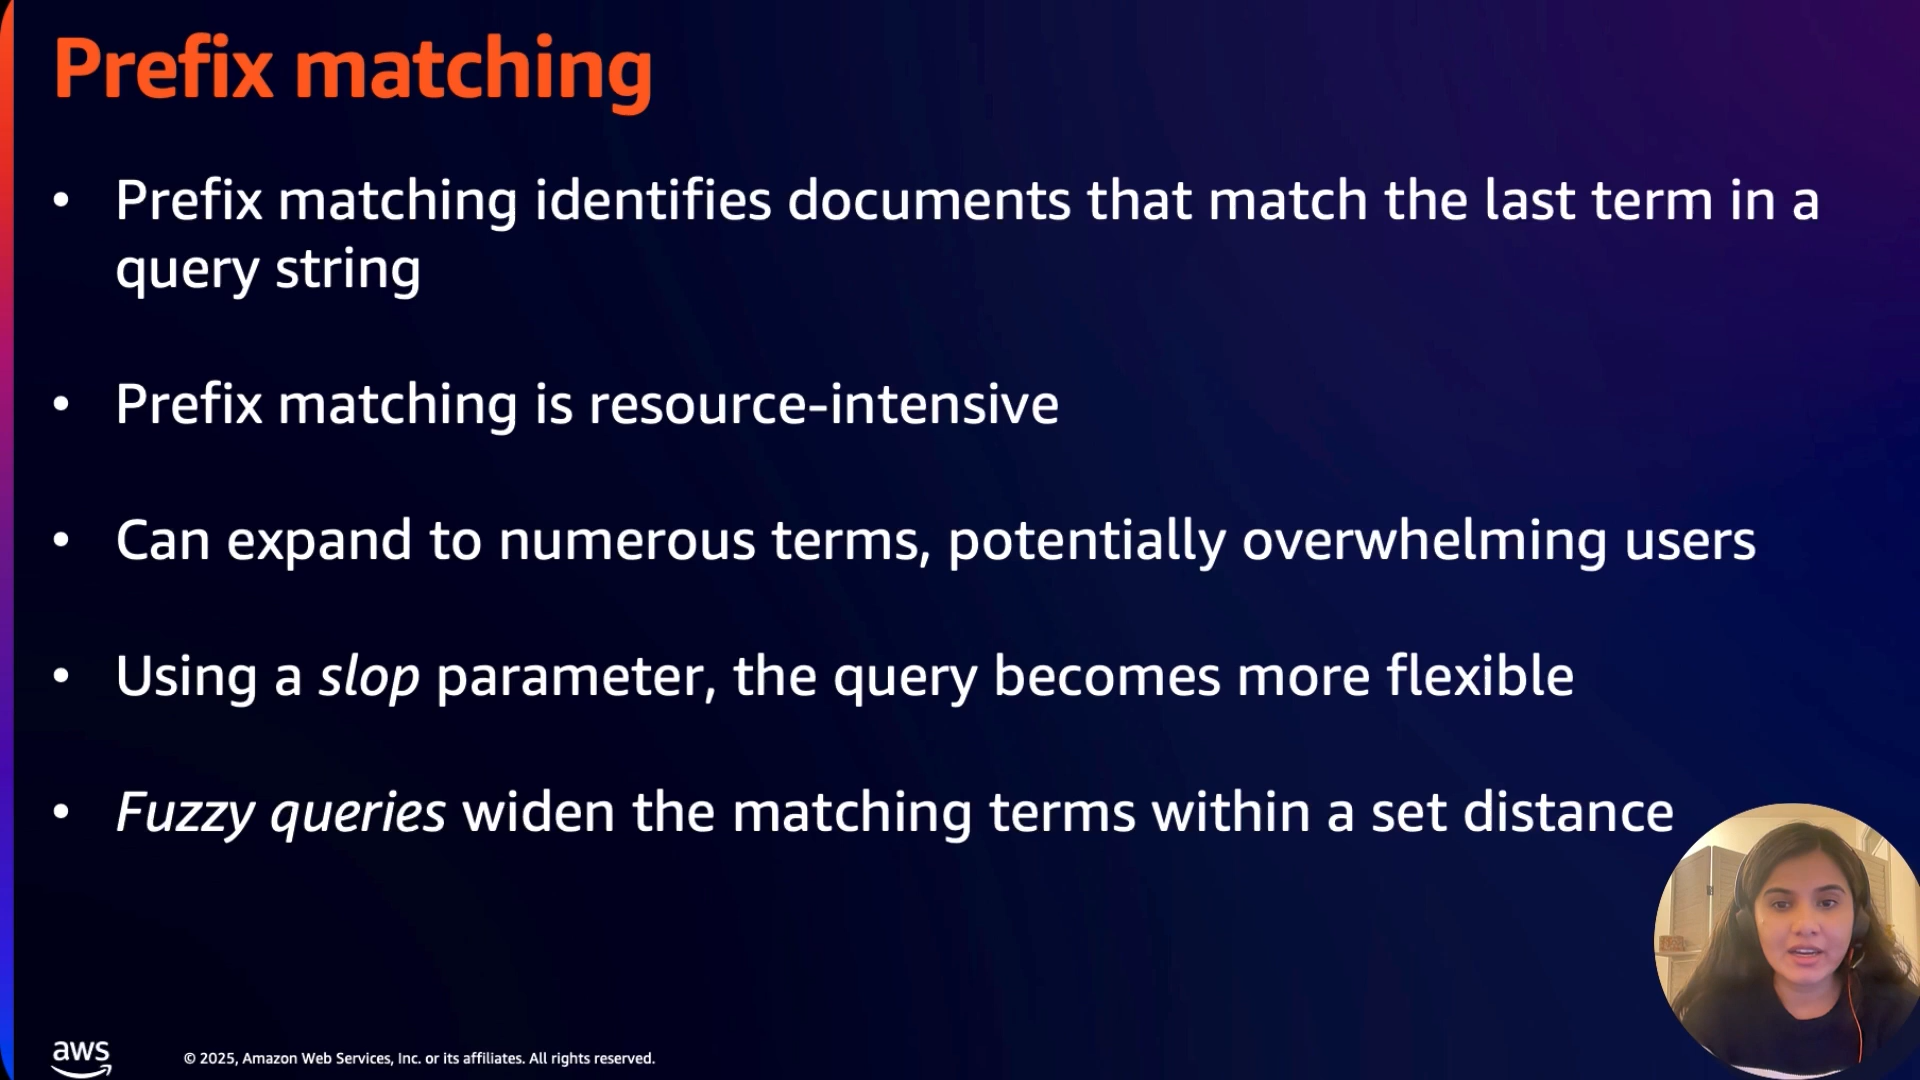 Prefix matching
• Prefix matching identifies documents that match the last term in a
query string
• Prefix matching is resource-intensive
• Can expand to numerous terms, potentially overwhelming users
• Using a slop parameter, the query becomes more flexible
• Fuzzy queries widen the matching terms within a set distance
aws
© 2025, Amazon Web Services, Inc. or its affiliates. All rights reserved.